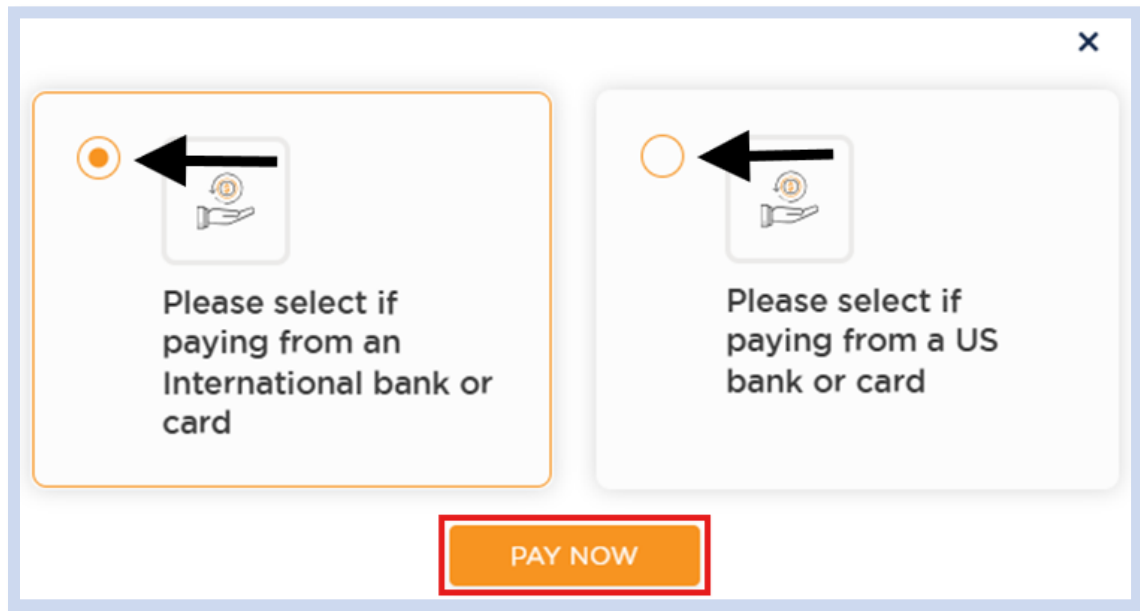 Please select if
paying from an
International bank or
card
Please select if
paying from a US
bank or card
PAY NOW